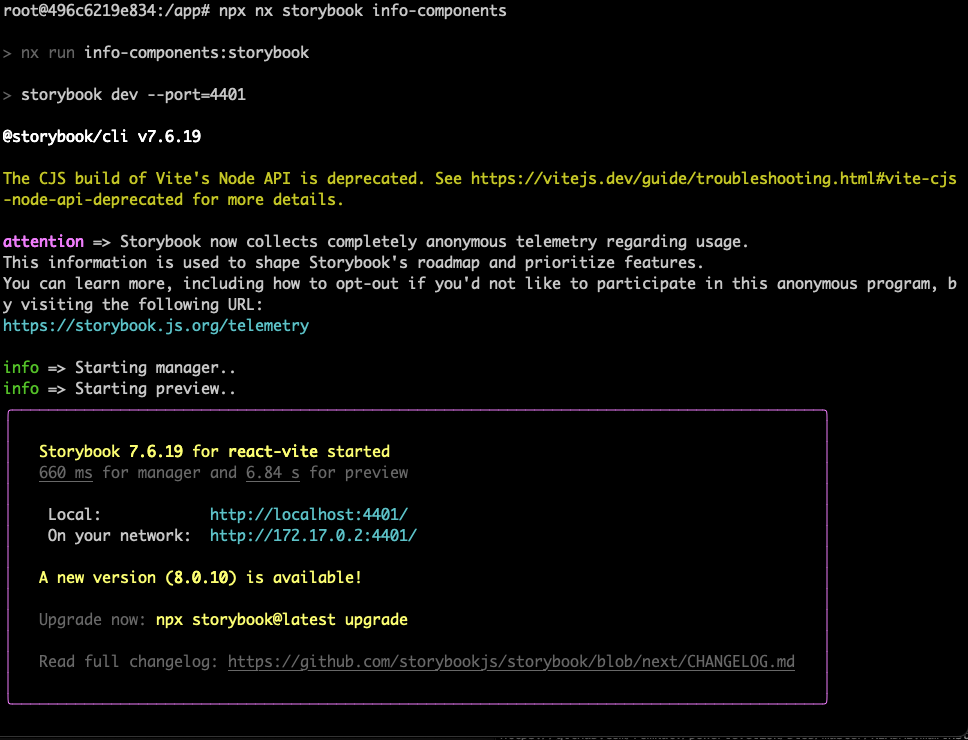 root@496c6219e834:/app# npx nx storybook info-components
> nx run info-components:storybook
> storybook dev --port=4401
@storybook/cli v7.6.19
The CJS build of Vite's Node API is deprecated. See https://vitejs.dev/guide/troubleshooting.html#vite-cjs
-node-api-deprecated for more details.
attention => Storybook now collects completely anonymous telemetry regarding usage.
This information is used to shape Storybook's roadmap and prioritize features.
You can learn more, including how to opt-out if you'd not like to participate in this anonymous program, b
y visiting the following URL:
https://storybook.js.org/telemetry
info => Starting manager..
info => Starting preview..
Storybook 7.6.19 for react-vite started
660 ms for manager and 6.84 s for preview
Local: http://localhost:4401/
On your network: http://172.17.0.2:4401/
A new version (8.0.10) is available!
Upgrade now: npx storybook@latest upgrade
Read full changelog: https://github.com/storybookjs/storybook/blob/next/CHANGELOG.md